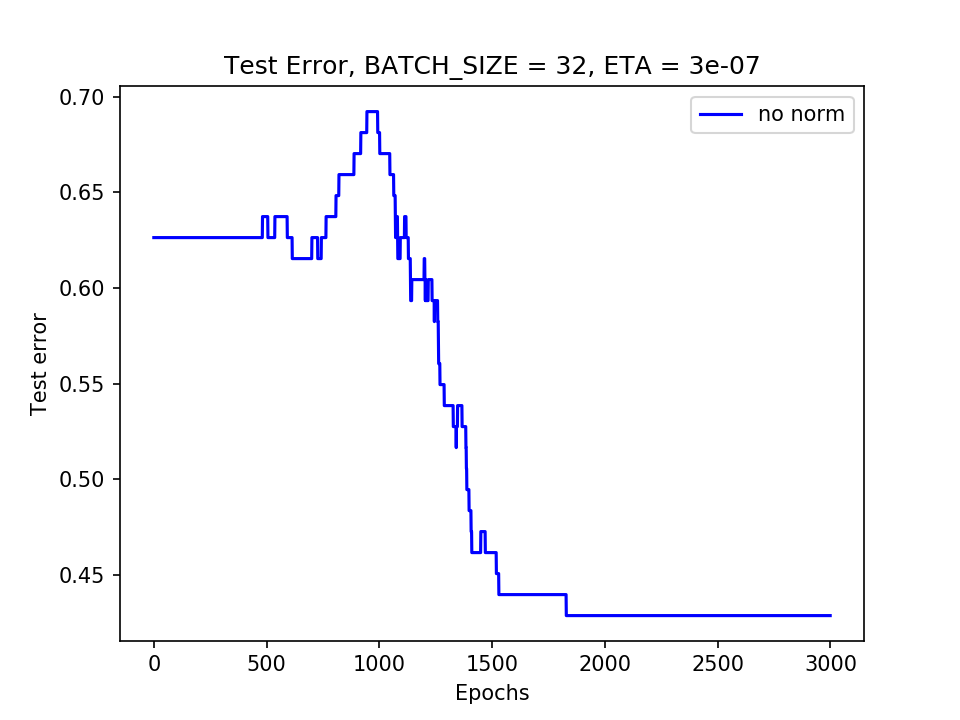 Test Error, BATCH_SIZE = 32, ETA = 3e-07
no norm
0.70
0.65
0.60
0.55
0.50
0.45
Test error
0 500 1000 1500 2000 2500 3000
Epochs